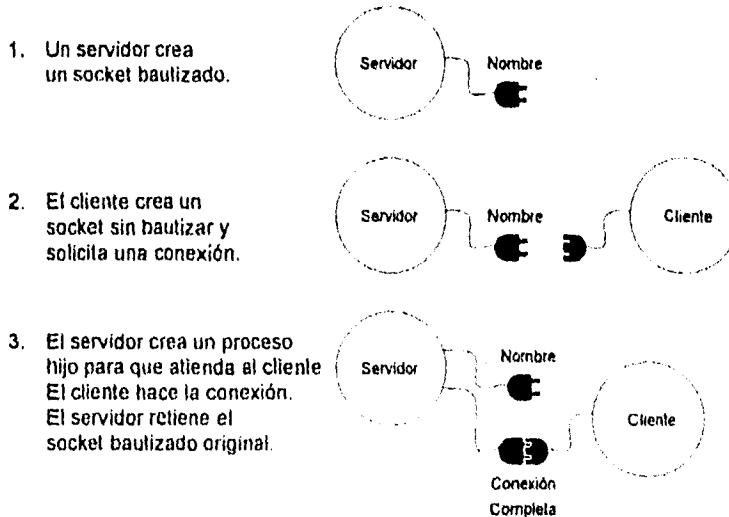 1. Un servidor crea
un socket bautizado.
Servidor
Nombre
2. El cliente crea un
socket sin bautizar y
solicita una conexión.
Servidor
Nombre
Cliente
3. El servidor crea un proceso
hijo para que atienda al cliente
El cliente hace la conexión.
El servidor retiene el
socket bautizado original.
Servidor
Nombre
Cliente
Conexión
Completa